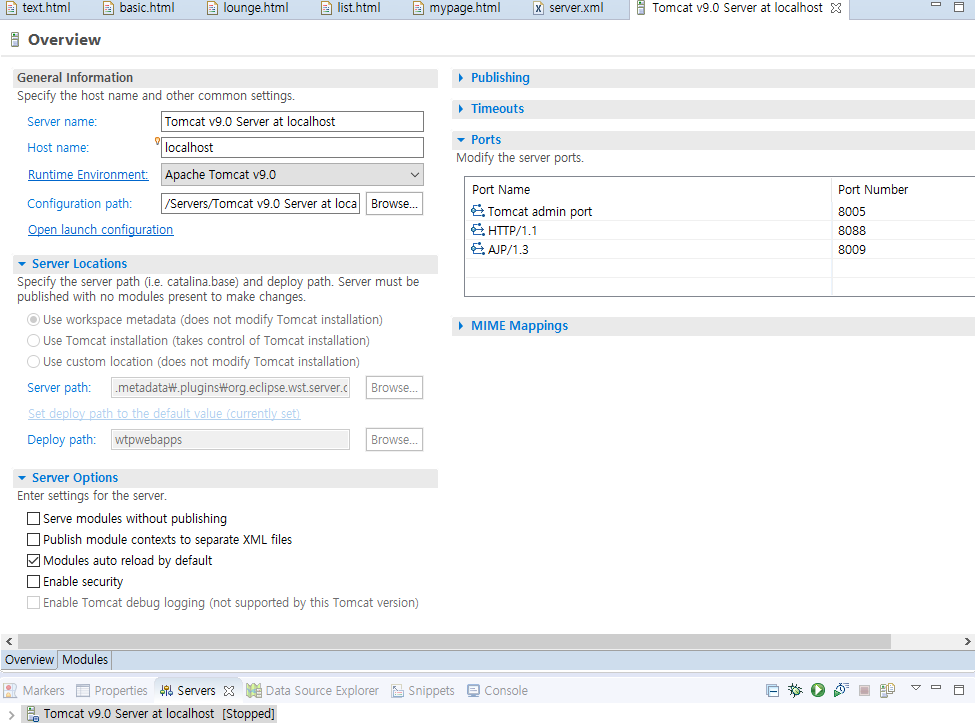 text.html basic.html lounge.html list.html mypage.html server.xml Tomcat v9.0 Server at localhost
Overview
General Information
Specify the host name and other common settings.
Server name: Tomcat v9.0 Server at localhost
Host name: localhost
Runtime Environment: Apache Tomcat v9.0
Configuration path: /Servers/Tomcat v9.0 Server at loca Browse...
Open launch configuration
Server Locations
Specify the server path (i.e. catalina.base) and deploy path. Server must be
published with no modules present to make changes.
Use workspace metadata (does not modify Tomcat installation)
Use Tomcat installation (takes control of Tomcat installation)
Use custom location (does not modify Tomcat installation)
Server path: .metadata₩.plugins₩org.eclipse.wst.server.c Browse...
Set deploy path to the default value (currently set)
Deploy path: wtpwebapps Browse...
Server Options
Enter settings for the server.
Serve modules without publishing
Publish module contexts to separate XML files
Modules auto reload by default
Enable security
Enable Tomcat debug logging (not supported by this Tomcat version)
Publishing
Timeouts
Ports
Modify the server ports.
Port Name Port Number
Tomcat admin port 8005
HTTP/1.1 8088
AJP/1.3 8009
MIME Mappings
Overview Modules
Markers Properties Servers Data Source Explorer Snippets Console
Tomcat v9.0 Server at localhost [Stopped]